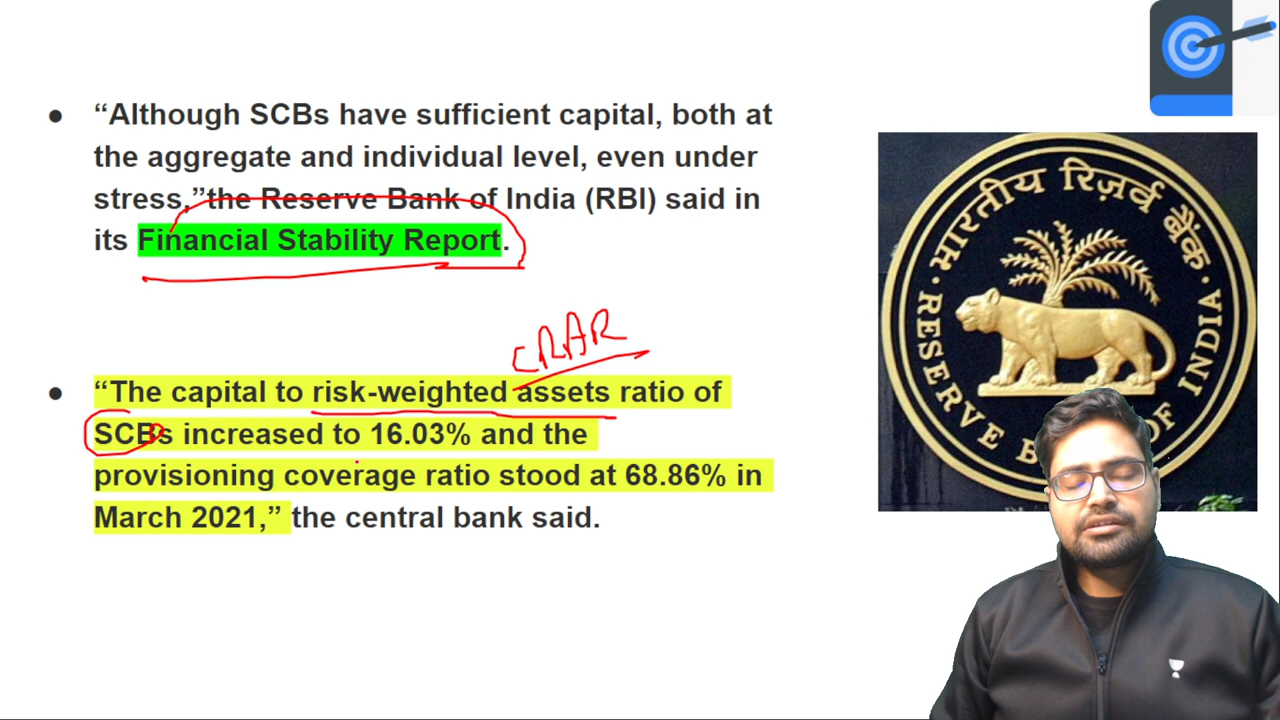 “Although SCBs have sufficient capital, both at
the aggregate and individual level, even under
stress,”the Reserve Bank of India (RBI) said in
its Financial Stability Report.
CRAR
“The capital to risk-weighted assets ratio of
SCBs increased to 16.03% and the
provisioning coverage ratio stood at 68.86% in
March 2021,” the central bank said.
भारतीय रिज़र्व बैंक
RESERVE B OF INDIA